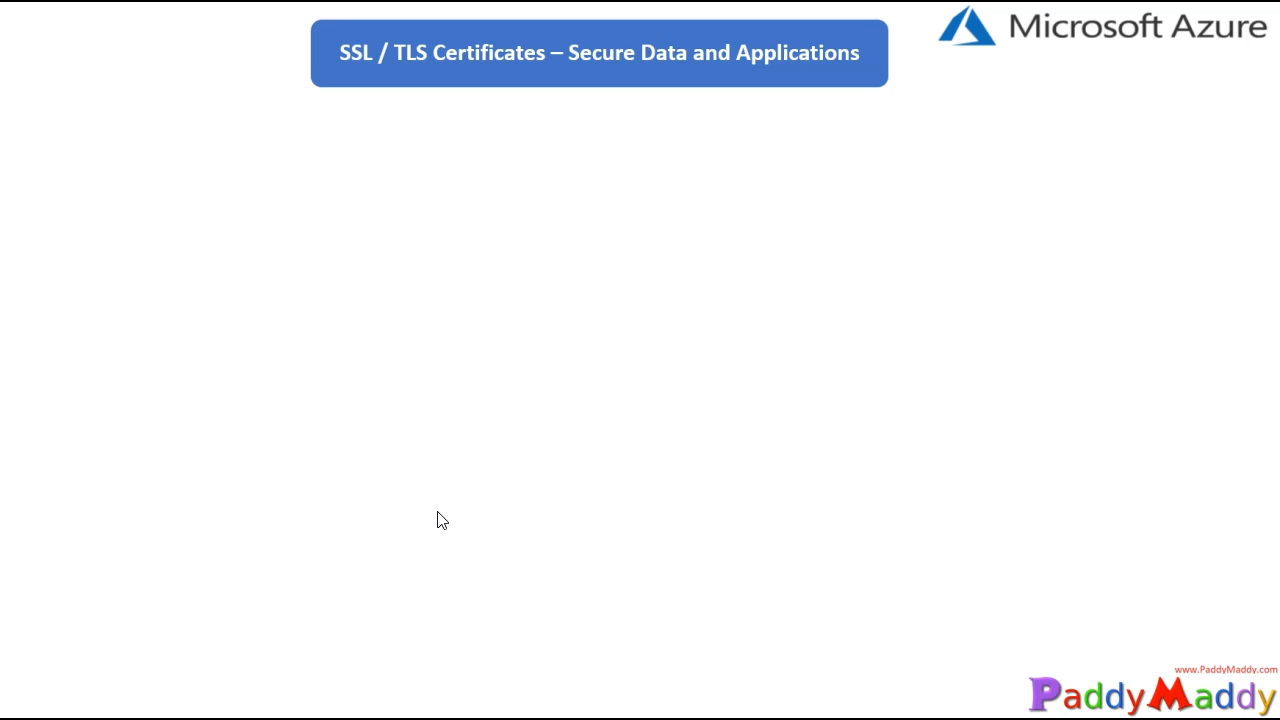 SSL / TLS Certificates – Secure Data and Applications
Microsoft Azure
www.PaddyMaddy.com
PaddyMaddy